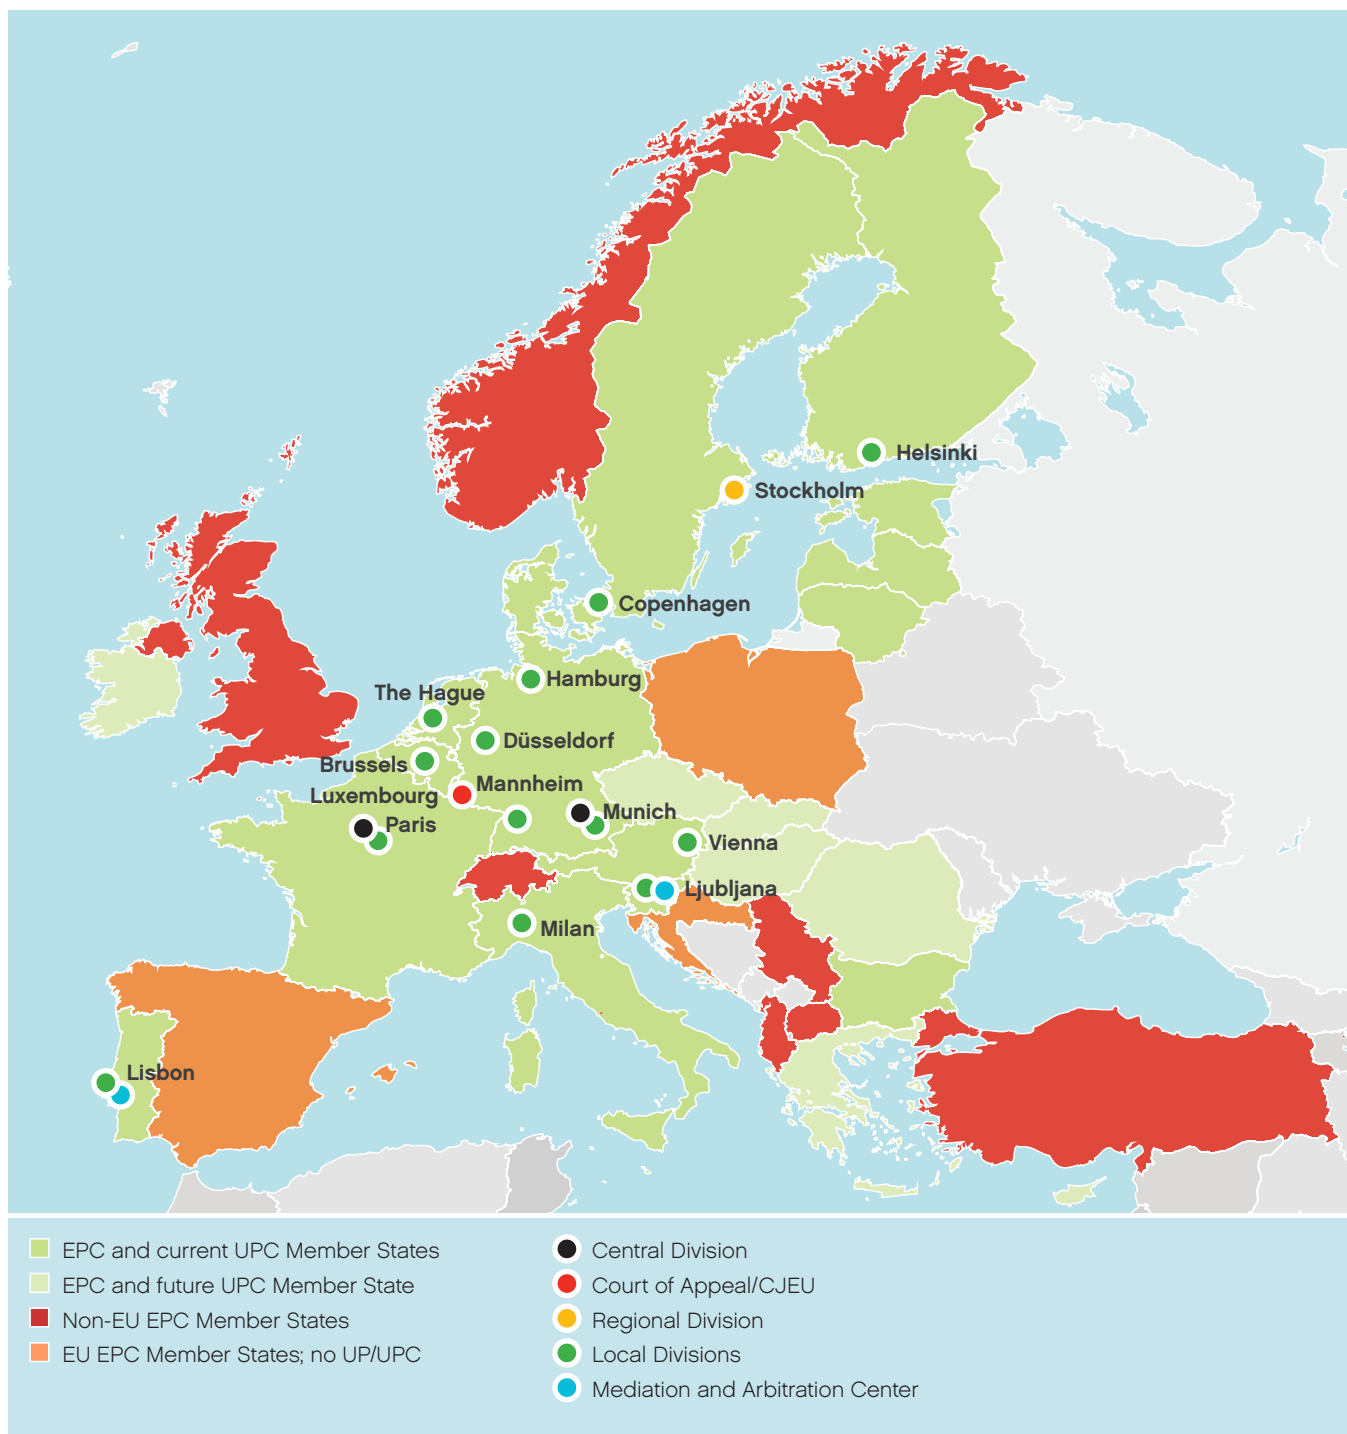 Helsinki
Stockholm
Copenhagen
Hamburg
The Hague
Düsseldorf
Brussels
Mannheim
Luxembourg
Munich
Paris
Vienna
Ljubljana
Milan
Lisbon
EPC and current UPC Member States
EPC and future UPC Member State
Non-EU EPC Member States
EU EPC Member States; no UP/UPC
Central Division
Court of Appeal/CJEU
Regional Division
Local Divisions
Mediation and Arbitration Center